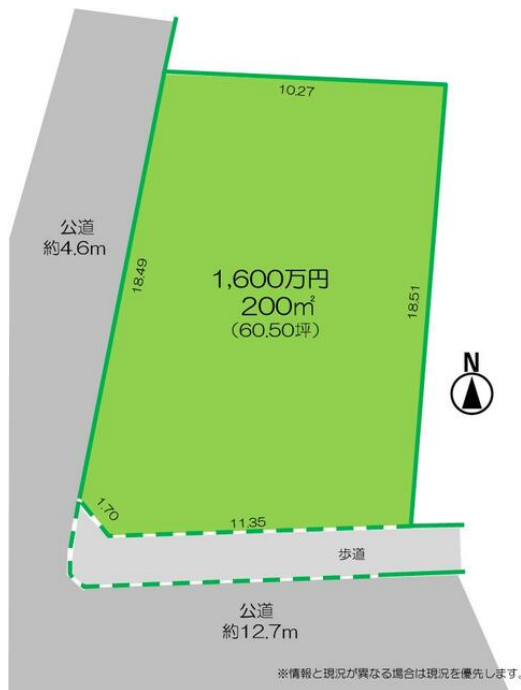 10.27
公道
約4.6m
18.49
1,600万円
200㎡
(60.50坪)
18.51
N
1.70
11.35
歩道
公道
約12.7m
※情報と現況が異なる場合は現況を優先します。